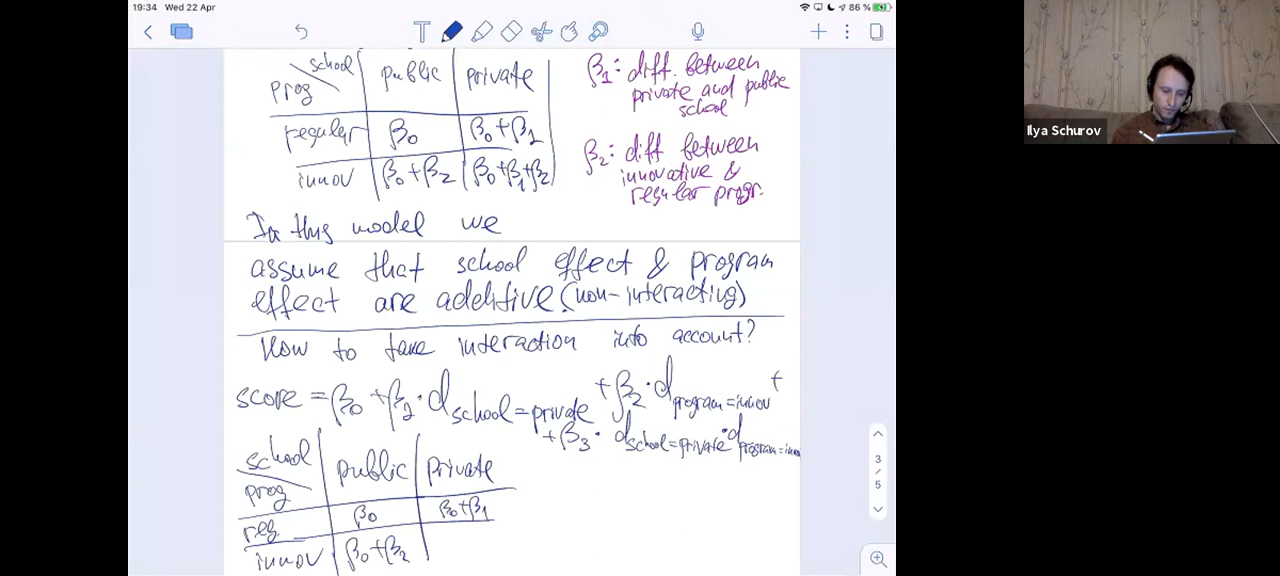 19:34 Wed 22 Apr
86 %
T
school
prog
public
private
regular
β₀
β₀+β₁
innov
β₀+β₂
β₀+β₁+β₂
β₁: diff. between
private and public
school
β₂: diff between
innovative &
regular progr.
In this model we
assume that school effect & program
effect are additive. (non-interacting)
How to take interaction into account?
score = β₀ + β₂ · d school=private + β₂ · d program=innov +
+ β₃ · d school=private · d program=inno
school
prog
public
private
reg
β₀
β₀+β₁
innov
β₀+β₂
3
/
5
Ilya Schurov